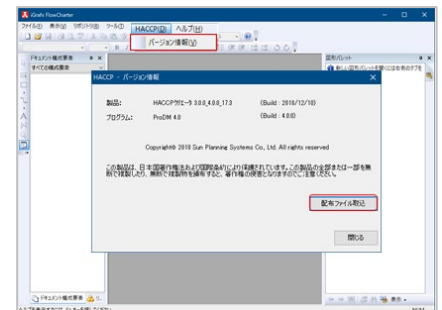 iGrafx FlowCharter
ファイル(F) 表示(V) リポジトリ(R) ツール(T) HACCP(D) ヘルプ(H)
バージョン情報(V)
ドキュメント構成要素
すべての構成要素
図形パレット
HACCP - バージョン情報
製品: HACCPクリエータ 3.0.0_4.0.0_17.3 (Build : 2018/12/10)
プログラム: ProDM 4.0 (Build : 4.0.0)
Copyright© 2018 Sun Planning Systems Co., Ltd. All rights reserved
この製品は、日本国著作権法および国際条約により保護されています。この製品の全部または一部を無
断で複製したり、無断で複製物を頒布すると、著作権の侵害となりますのでご注意ください。
配布ファイル取込
閉じる
ドキュメント構成要素
NUM